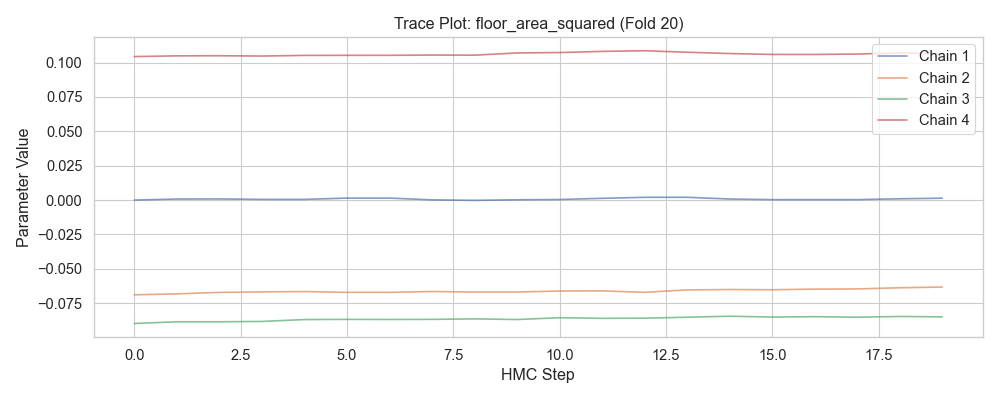 Trace Plot: floor_area_squared (Fold 20)
Parameter Value
0.100
0.075
0.050
0.025
0.000
−0.025
−0.050
−0.075
Chain 1
Chain 2
Chain 3
Chain 4
0.0 2.5 5.0 7.5 10.0 12.5 15.0 17.5
HMC Step